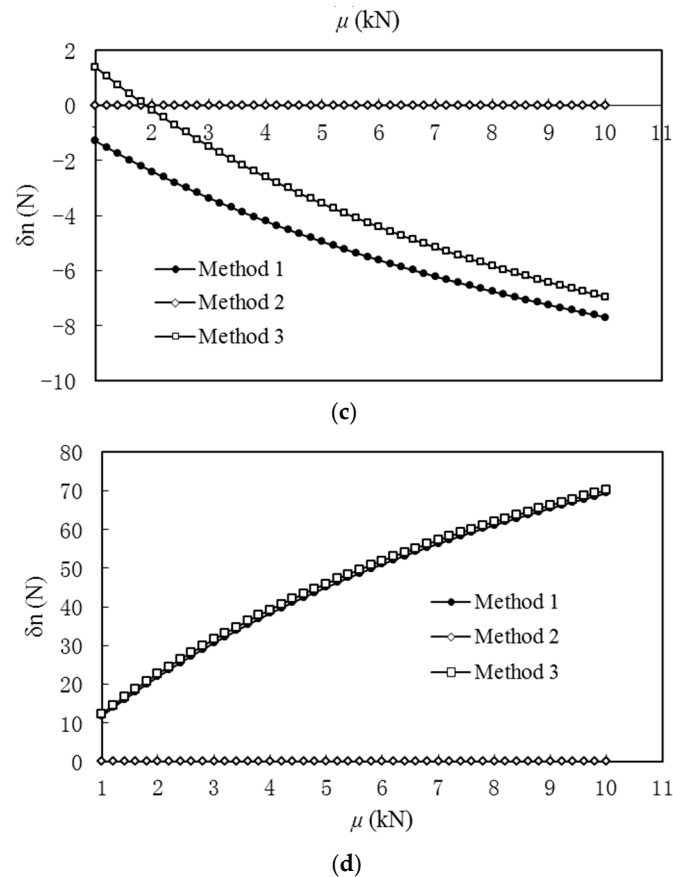 μ (kN)
2
0
1 2 3 4 5 6 7 8 9 10 11
−2
−4
δn (N)
−6
Method 1
Method 2
Method 3
−8
−10
(c)
80
70
60
50
40
δn (N)
Method 1
Method 2
Method 3
30
20
10
0
1 2 3 4 5 6 7 8 9 10 11
μ (kN)
(d)